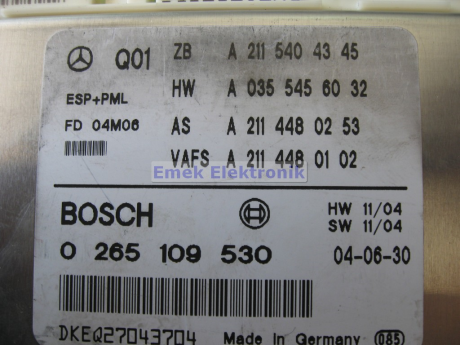 Q01 ZB A 211 540 43 45
ESP+PML HW A 035 545 60 32
FD 04M06 AS A 211 448 02 53
VAFS A 211 448 01 02
Emek Elektronik
BOSCH HW 11/04
SW 11/04
0 265 109 530 04-06-30
DKEQ27043704 Made in Germany 085